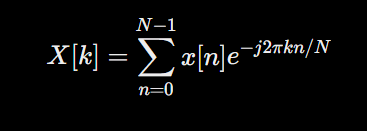 X[k] = \sum_{n=0}^{N-1} x[n]e^{-j2\pi kn/N}